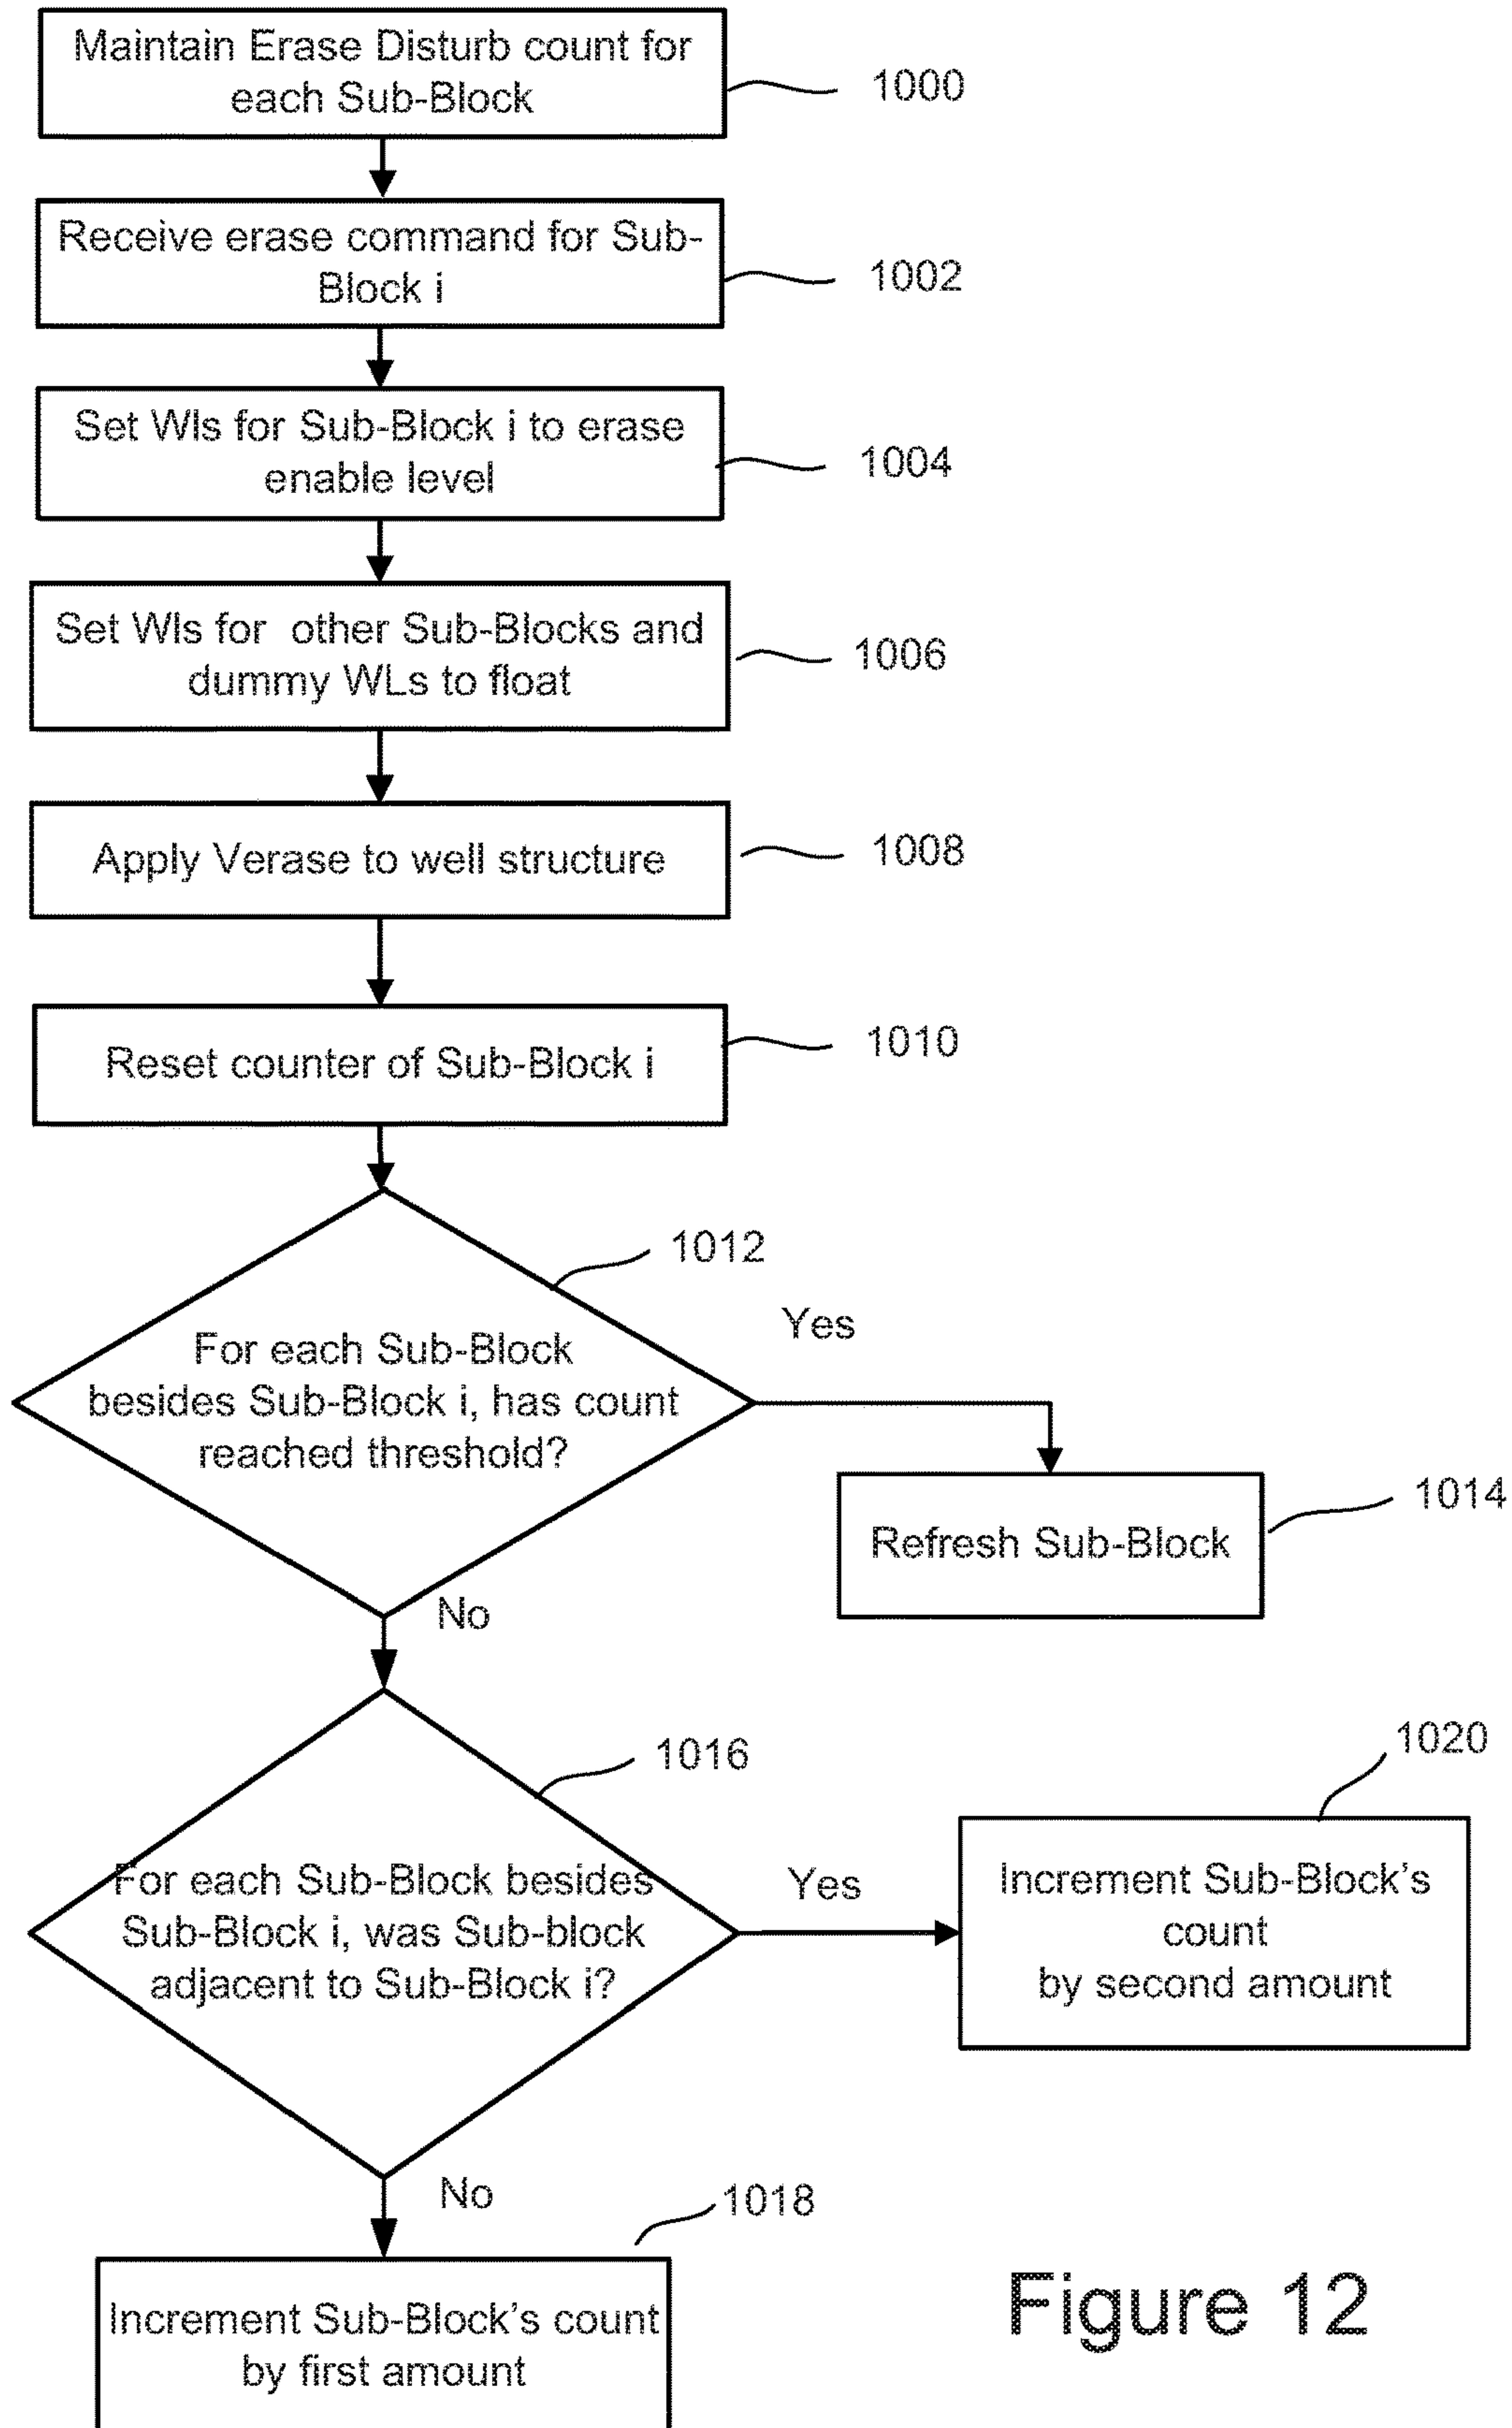 Maintain Erase Disturb count for
each Sub-Block
1000
Receive erase command for Sub-
Block i
1002
Set Wls for Sub-Block i to erase
enable level
1004
Set Wls for other Sub-Blocks and
dummy WLs to float
1006
Apply Verase to well structure
1008
Reset counter of Sub-Block i
1010
1012
For each Sub-Block
besides Sub-Block i, has count
reached threshold?
Yes
1014
Refresh Sub-Block
No
1016
For each Sub-Block besides
Sub-Block i, was Sub-block
adjacent to Sub-Block i?
Yes
1020
Increment Sub-Block's
count
by second amount
No
1018
Increment Sub-Block's count
by first amount
Figure 12